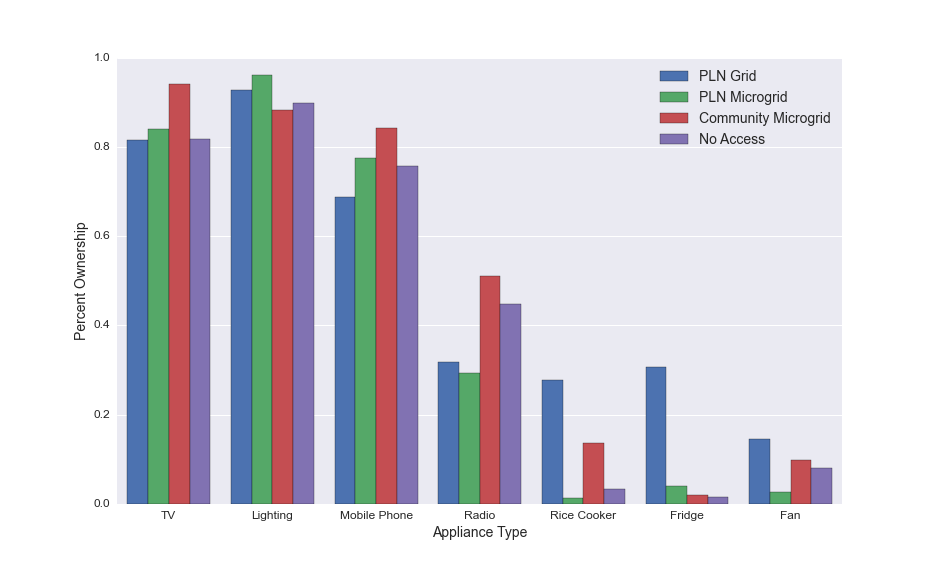 1.0
0.8
0.6
0.4
0.2
0.0
Percent Ownership
PLN Grid
PLN Microgrid
Community Microgrid
No Access
TV Lighting Mobile Phone Radio Rice Cooker Fridge Fan
Appliance Type